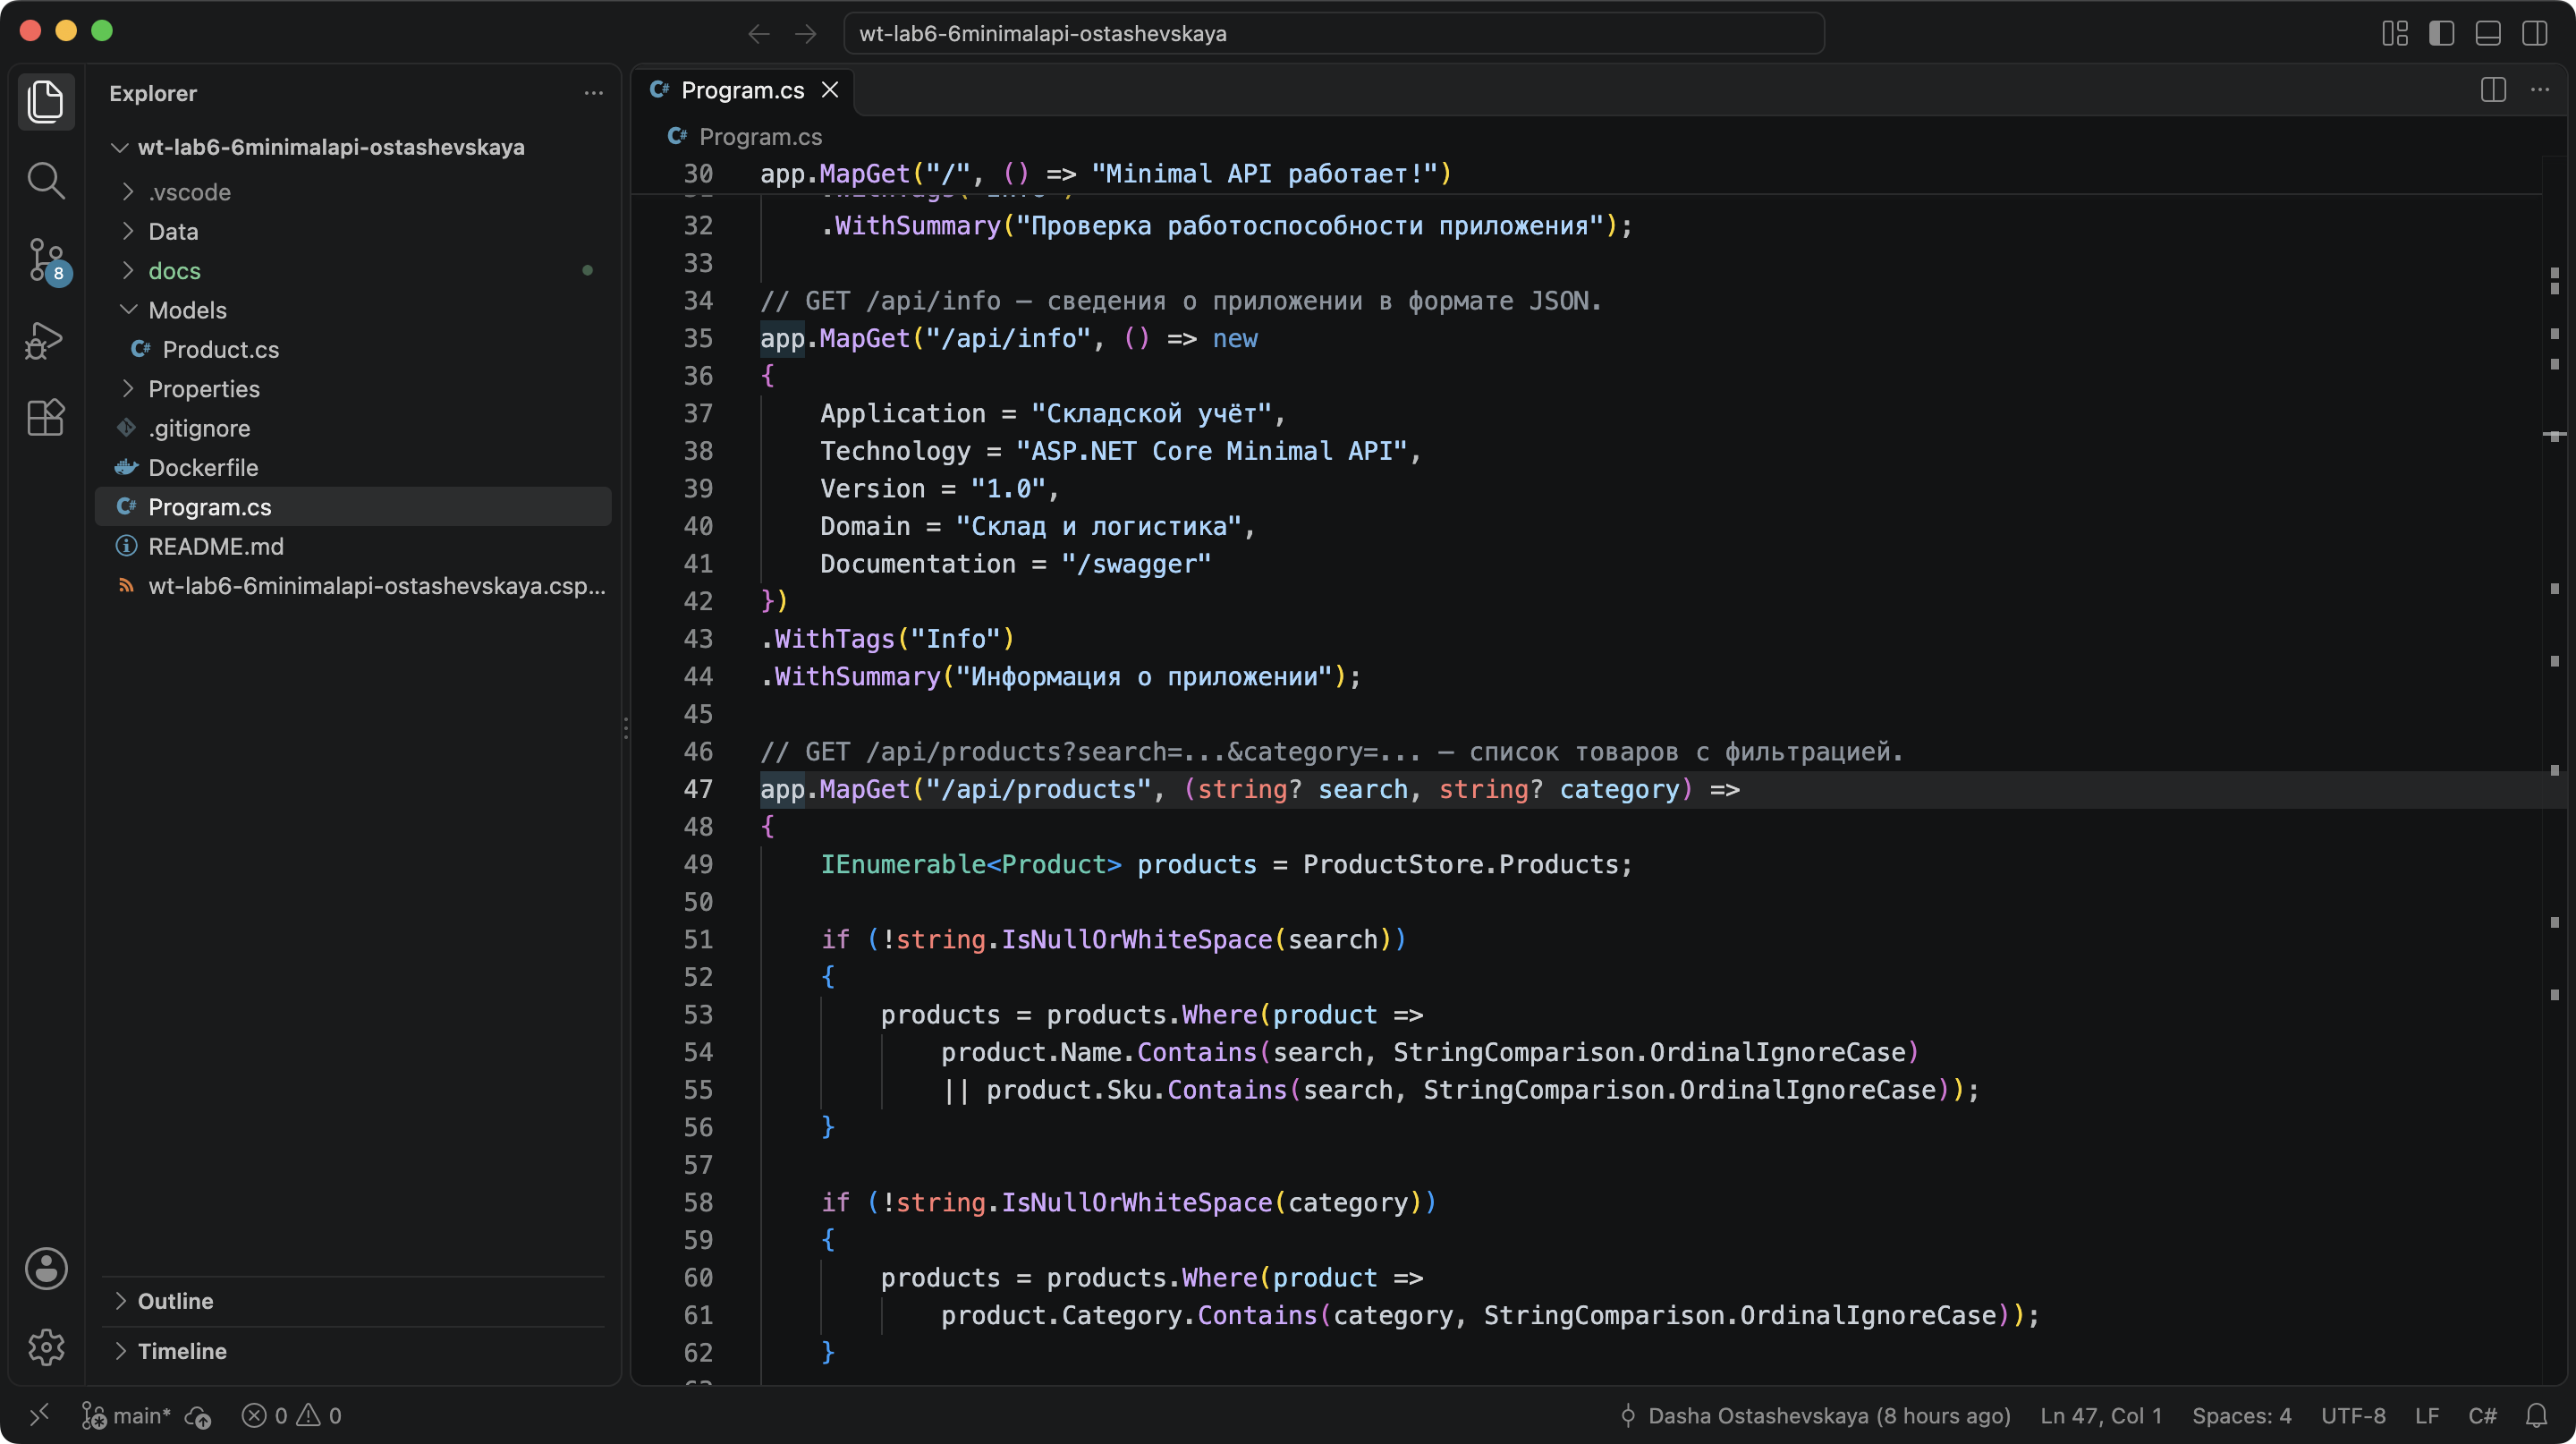 wt-lab6-6minimalapi-ostashevskaya
Explorer
wt-lab6-6minimalapi-ostashevskaya
.vscode
Data
docs
Models
Product.cs
Properties
.gitignore
Dockerfile
Program.cs
README.md
wt-lab6-6minimalapi-ostashevskaya.csp...
Outline
Timeline
8
Program.cs
Program.cs
30 app.MapGet("/", () => "Minimal API работает!")
32 .WithSummary("Проверка работоспособности приложения");
33
34 // GET /api/info — сведения о приложении в формате JSON.
35 app.MapGet("/api/info", () => new
36 {
37 Application = "Складской учёт",
38 Technology = "ASP.NET Core Minimal API",
39 Version = "1.0",
40 Domain = "Склад и логистика",
41 Documentation = "/swagger"
42 })
43 .WithTags("Info")
44 .WithSummary("Информация о приложении");
45
46 // GET /api/products?search=...&category=... — список товаров с фильтрацией.
47 app.MapGet("/api/products", (string? search, string? category) =>
48 {
49 IEnumerable<Product> products = ProductStore.Products;
50
51 if (!string.IsNullOrWhiteSpace(search))
52 {
53 products = products.Where(product =>
54 product.Name.Contains(search, StringComparison.OrdinalIgnoreCase)
55 || product.Sku.Contains(search, StringComparison.OrdinalIgnoreCase));
56 }
57
58 if (!string.IsNullOrWhiteSpace(category))
59 {
60 products = products.Where(product =>
61 product.Category.Contains(category, StringComparison.OrdinalIgnoreCase));
62 }
main* 0 0 Dasha Ostashevskaya (8 hours ago) Ln 47, Col 1 Spaces: 4 UTF-8 LF C#